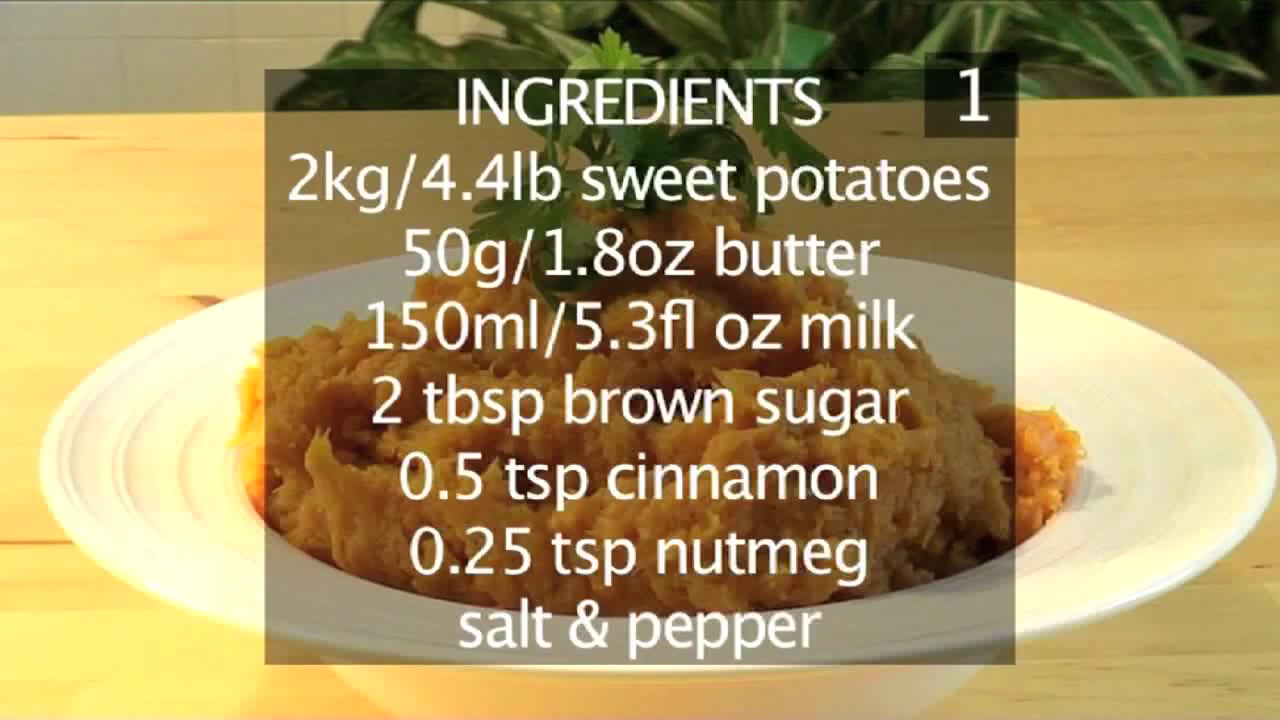 INGREDIENTS 1
2kg/4.4lb sweet potatoes
50g/1.8oz butter
150ml/5.3fl oz milk
2 tbsp brown sugar
0.5 tsp cinnamon
0.25 tsp nutmeg
salt & pepper